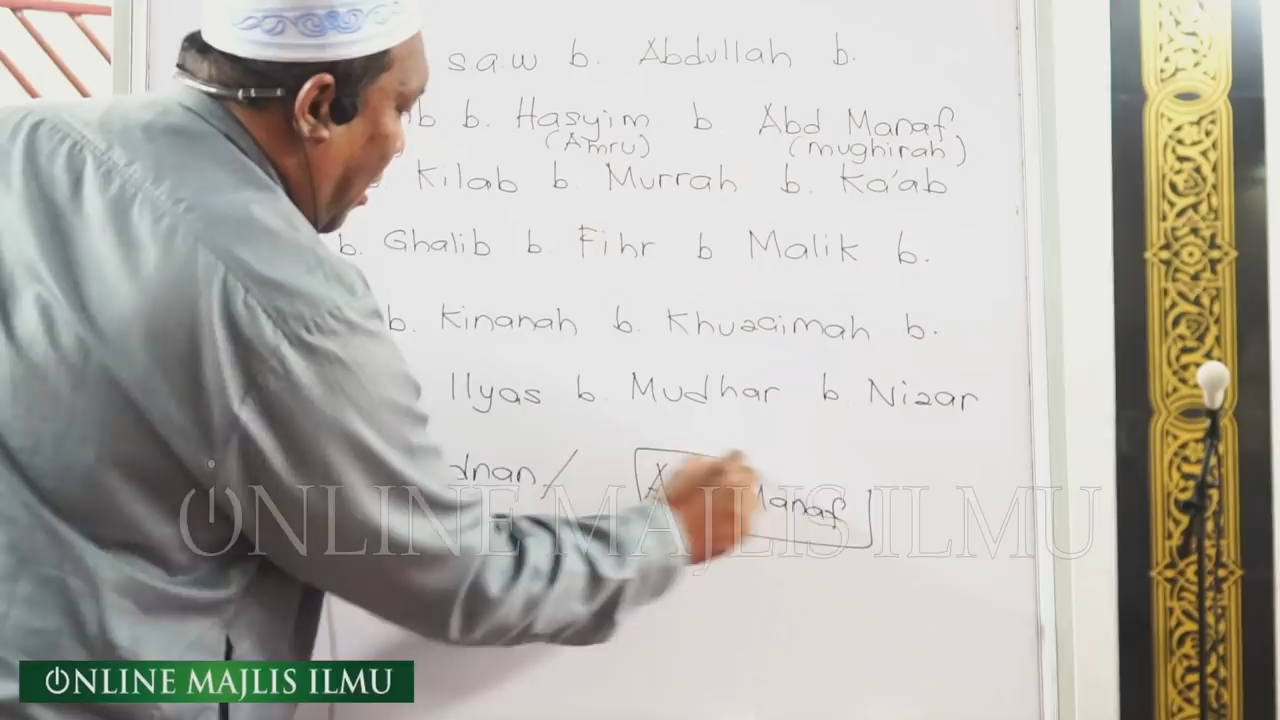 s.a.w b. Abdullah b.
b b. Hasyim b. Abd Manaf
(Amru) (mughirah)
Kilab b. Murrah b. Ka'ab
b. Ghalib b. Fihr b Malik b.
b. Kinanah b. Khuzaimah b.
Ilyas b. Mudhar b. Nizar
dnan /
Manaf
ONLINE MAJLIS ILMU
ONLINE MAJLIS ILMU